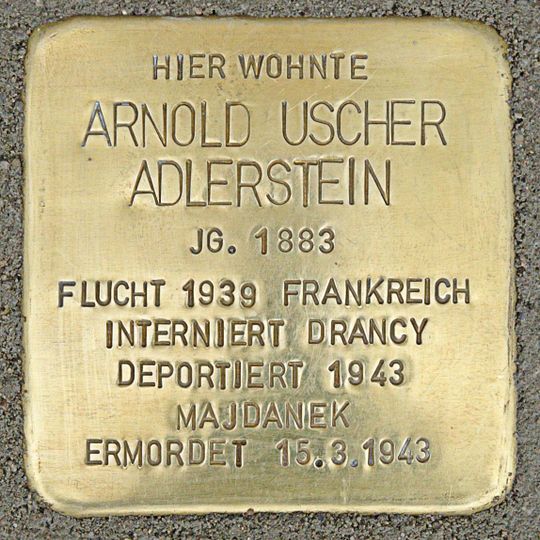 HIER WOHNTE
ARNOLD USCHER
ADLERSTEIN
JG. 1883
FLUCHT 1939 FRANKREICH
INTERNIERT DRANCY
DEPORTIERT 1943
MAJDANEK
ERMORDET 15.3.1943